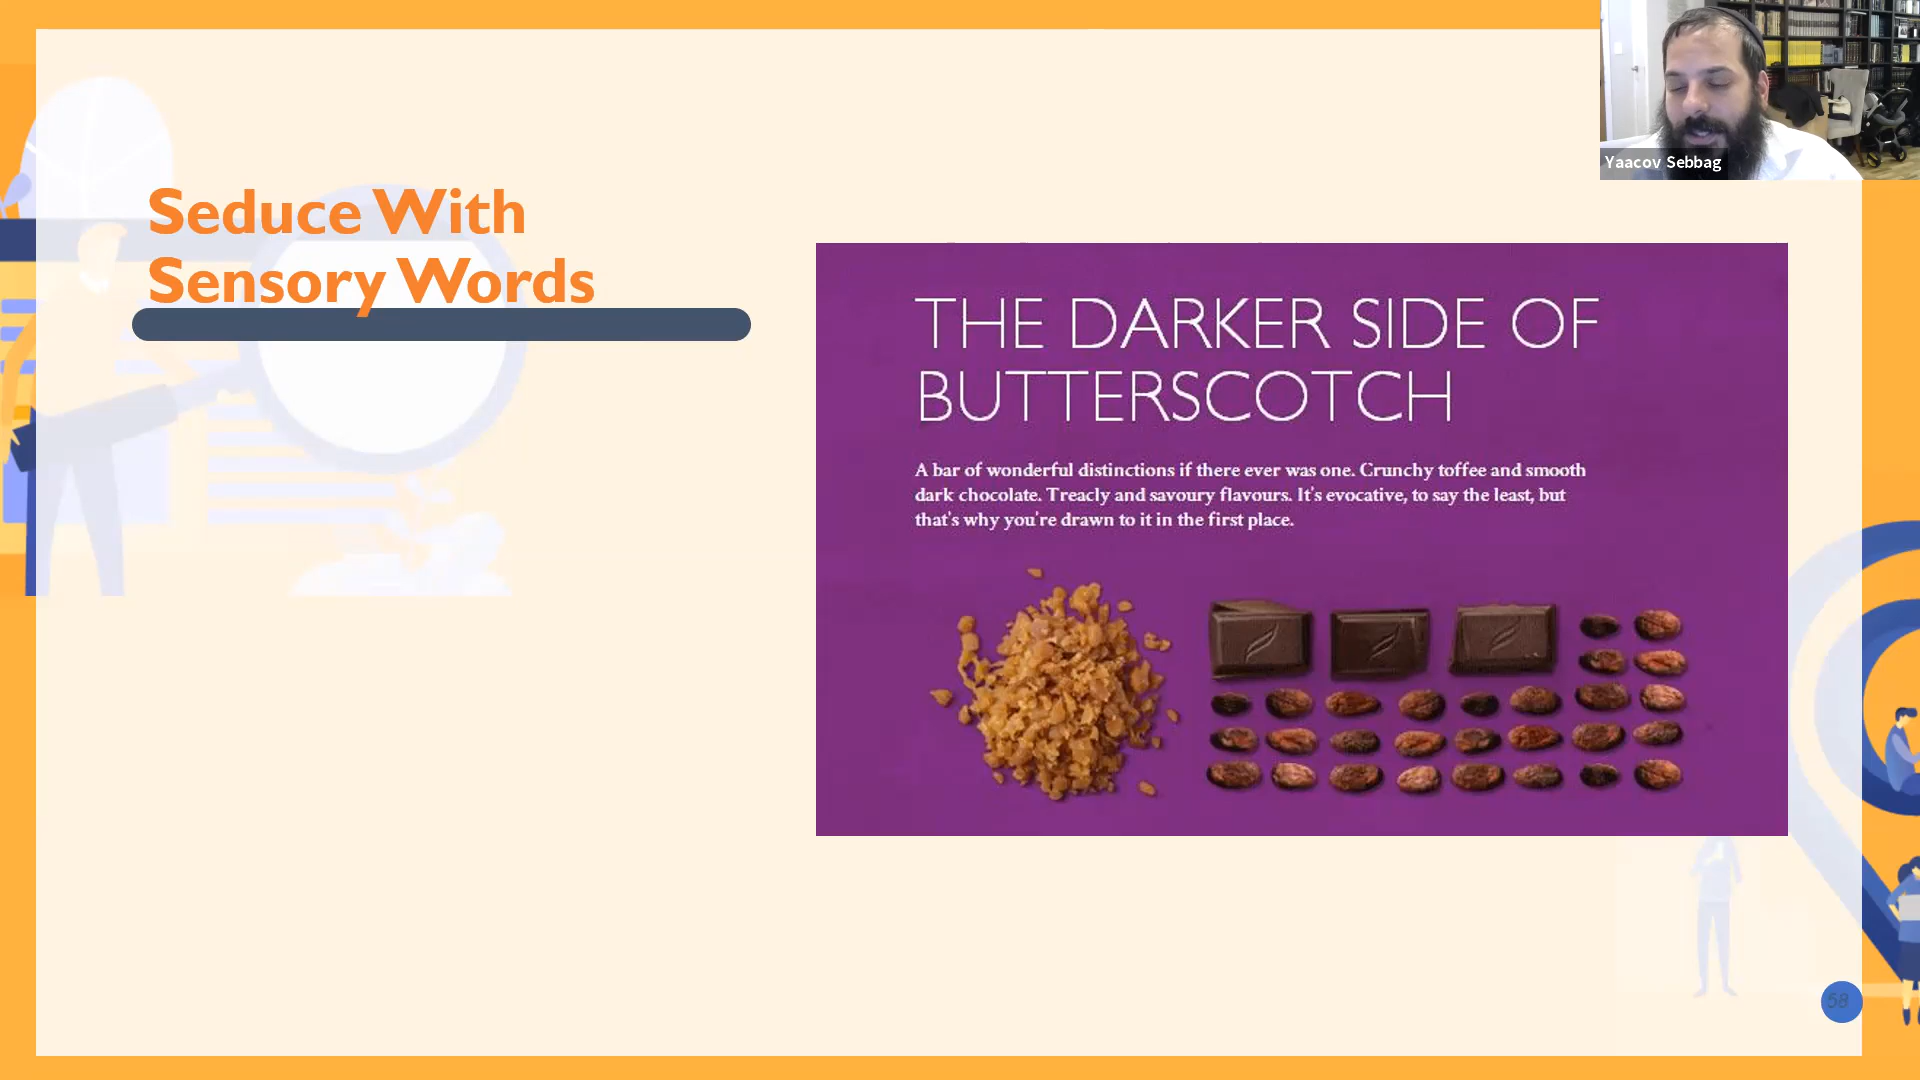 Yaacov Sebbag
Seduce With
Sensory Words
THE DARKER SIDE OF
BUTTERSCOTCH
A bar of wonderful distinctions if there ever was one. Crunchy toffee and smooth
dark chocolate. Treacly and savoury flavours. It's evocative, to say the least, but
that's why you're drawn to it in the first place.
58